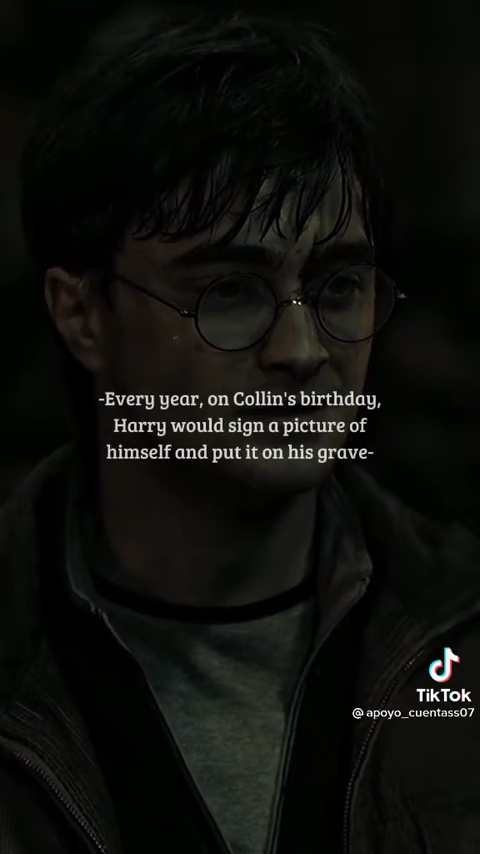 -Every year, on Collin's birthday,
Harry would sign a picture of
himself and put it on his grave-
TikTok
@apoyo_cuentass07